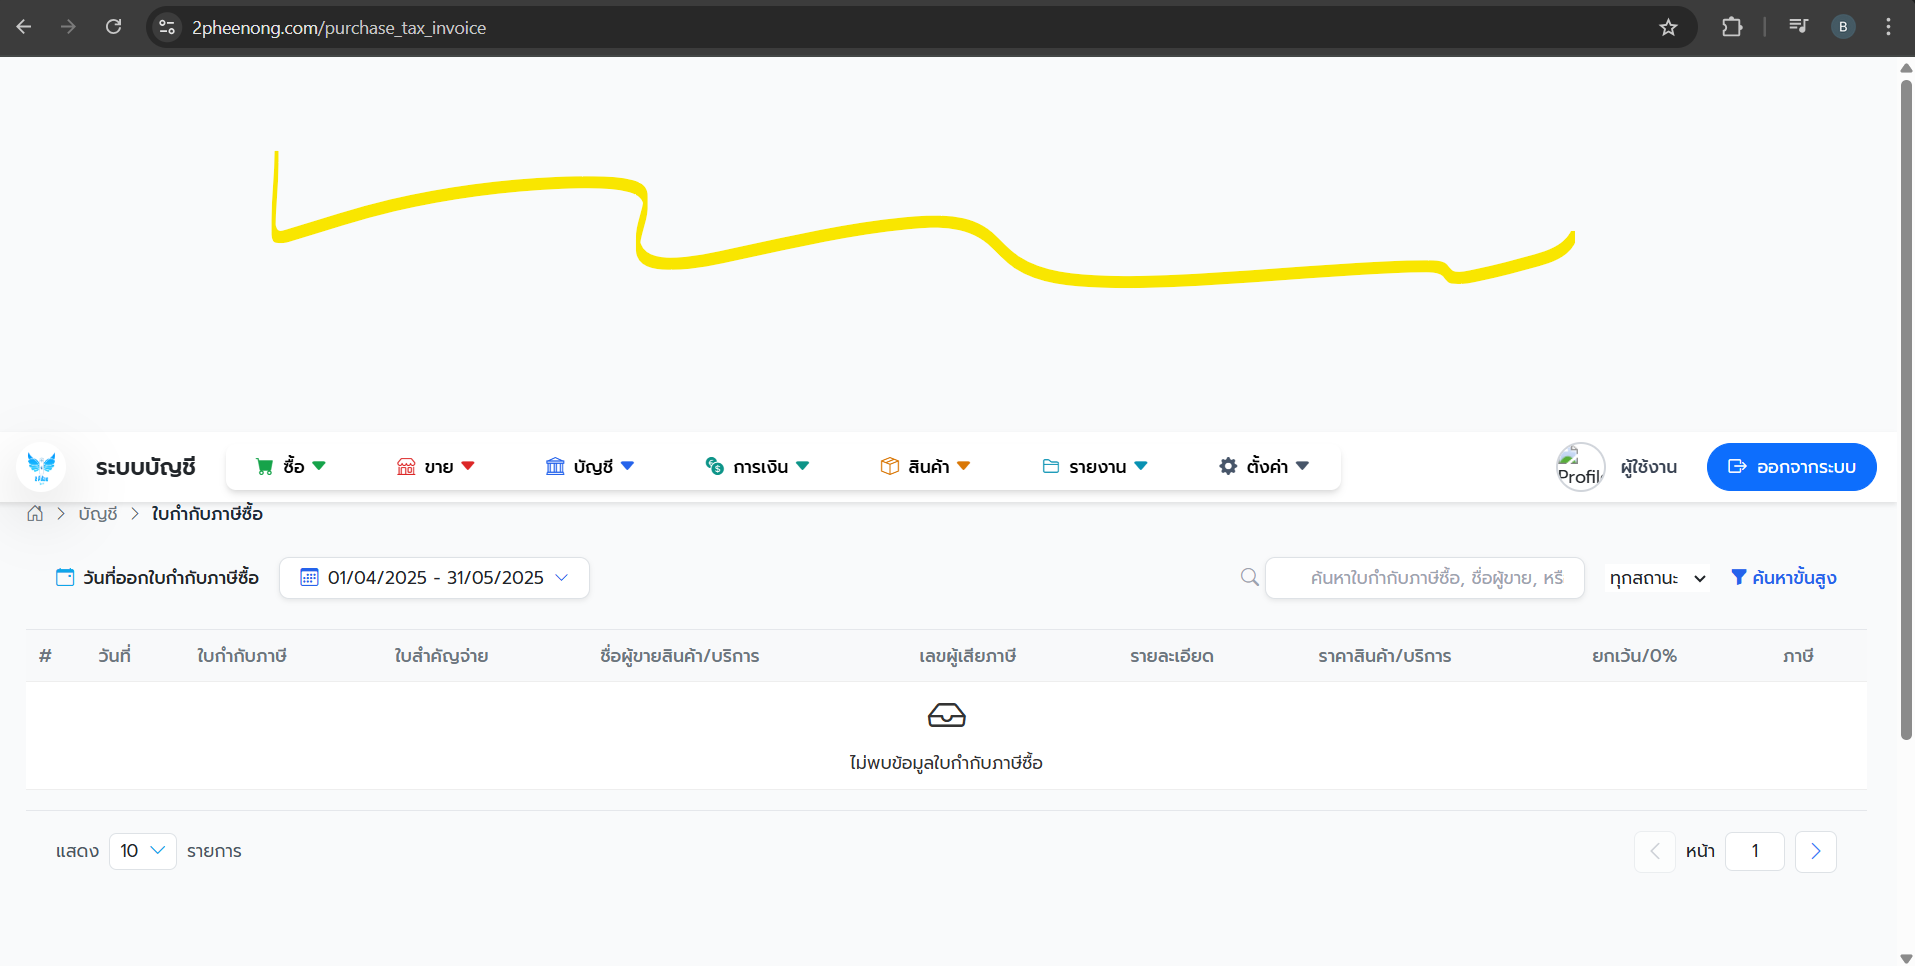 2pheenong.com/purchase_tax_invoice
B
ระบบบัญชี
ซื้อ
ขาย
บัญชี
การเงิน
สินค้า
รายงาน
ตั้งค่า
Profil
ผู้ใช้งาน
ออกจากระบบ
บัญชี
ใบกำกับภาษีซื้อ
วันที่ออกใบกำกับภาษีซื้อ
01/04/2025 - 31/05/2025
ค้นหาใบกำกับภาษีซื้อ, ชื่อผู้ขาย, หรื
ทุกสถานะ
ค้นหาขั้นสูง
# วันที่ ใบกำกับภาษี ใบสำคัญจ่าย ชื่อผู้ขายสินค้า/บริการ เลขผู้เสียภาษี รายละเอียด ราคาสินค้า/บริการ ยกเว้น/0% ภาษี
ไม่พบข้อมูลใบกำกับภาษีซื้อ
แสดง 10 รายการ
หน้า 1